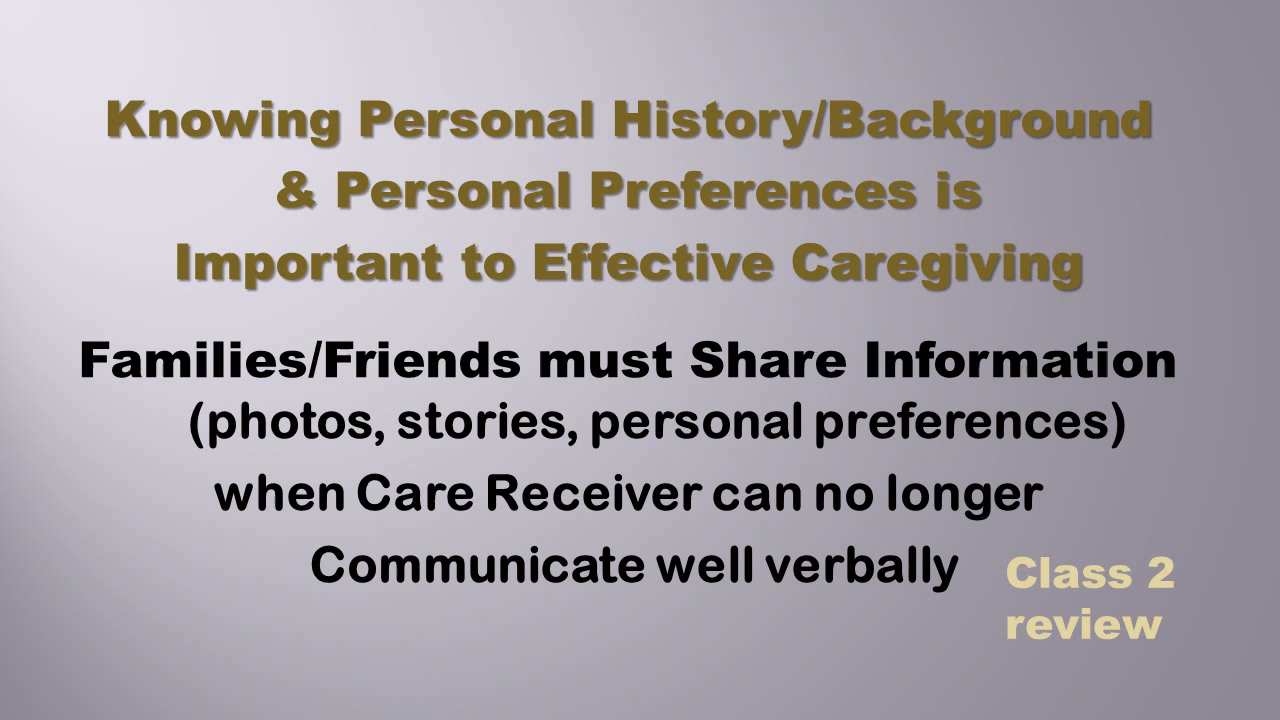 Knowing Personal History/Background
& Personal Preferences is
Important to Effective Caregiving
Families/Friends must Share Information
(photos, stories, personal preferences)
when Care Receiver can no longer
Communicate well verbally
Class 2
review